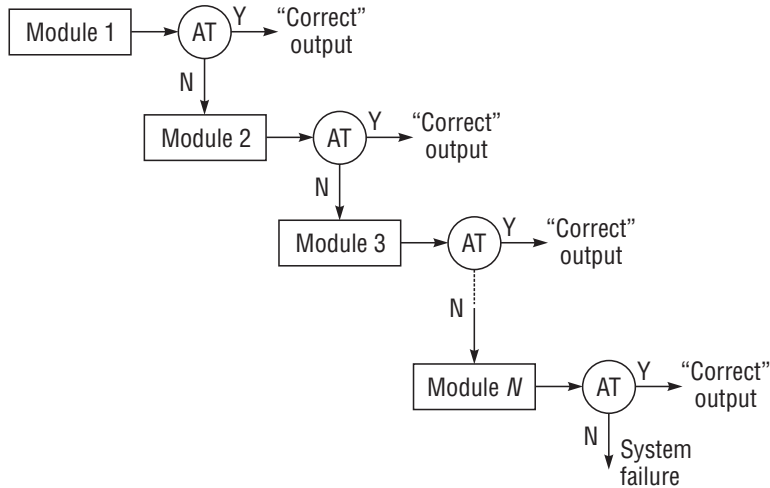 Module 1
AT
Y
“Correct”
output
N
Module 2
AT
Y
“Correct”
output
N
Module 3
AT
Y
“Correct”
output
N
Module N
AT
Y
“Correct”
output
N
System
failure